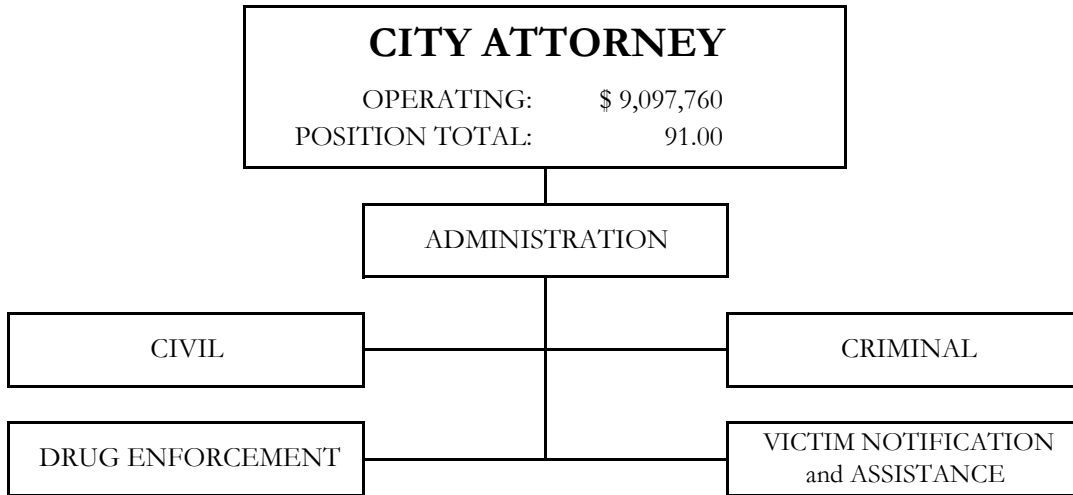 CITY ATTORNEY
OPERATING: $ 9,097,760
POSITION TOTAL: 91.00
ADMINISTRATION
CIVIL
CRIMINAL
DRUG ENFORCEMENT
VICTIM NOTIFICATION
and ASSISTANCE